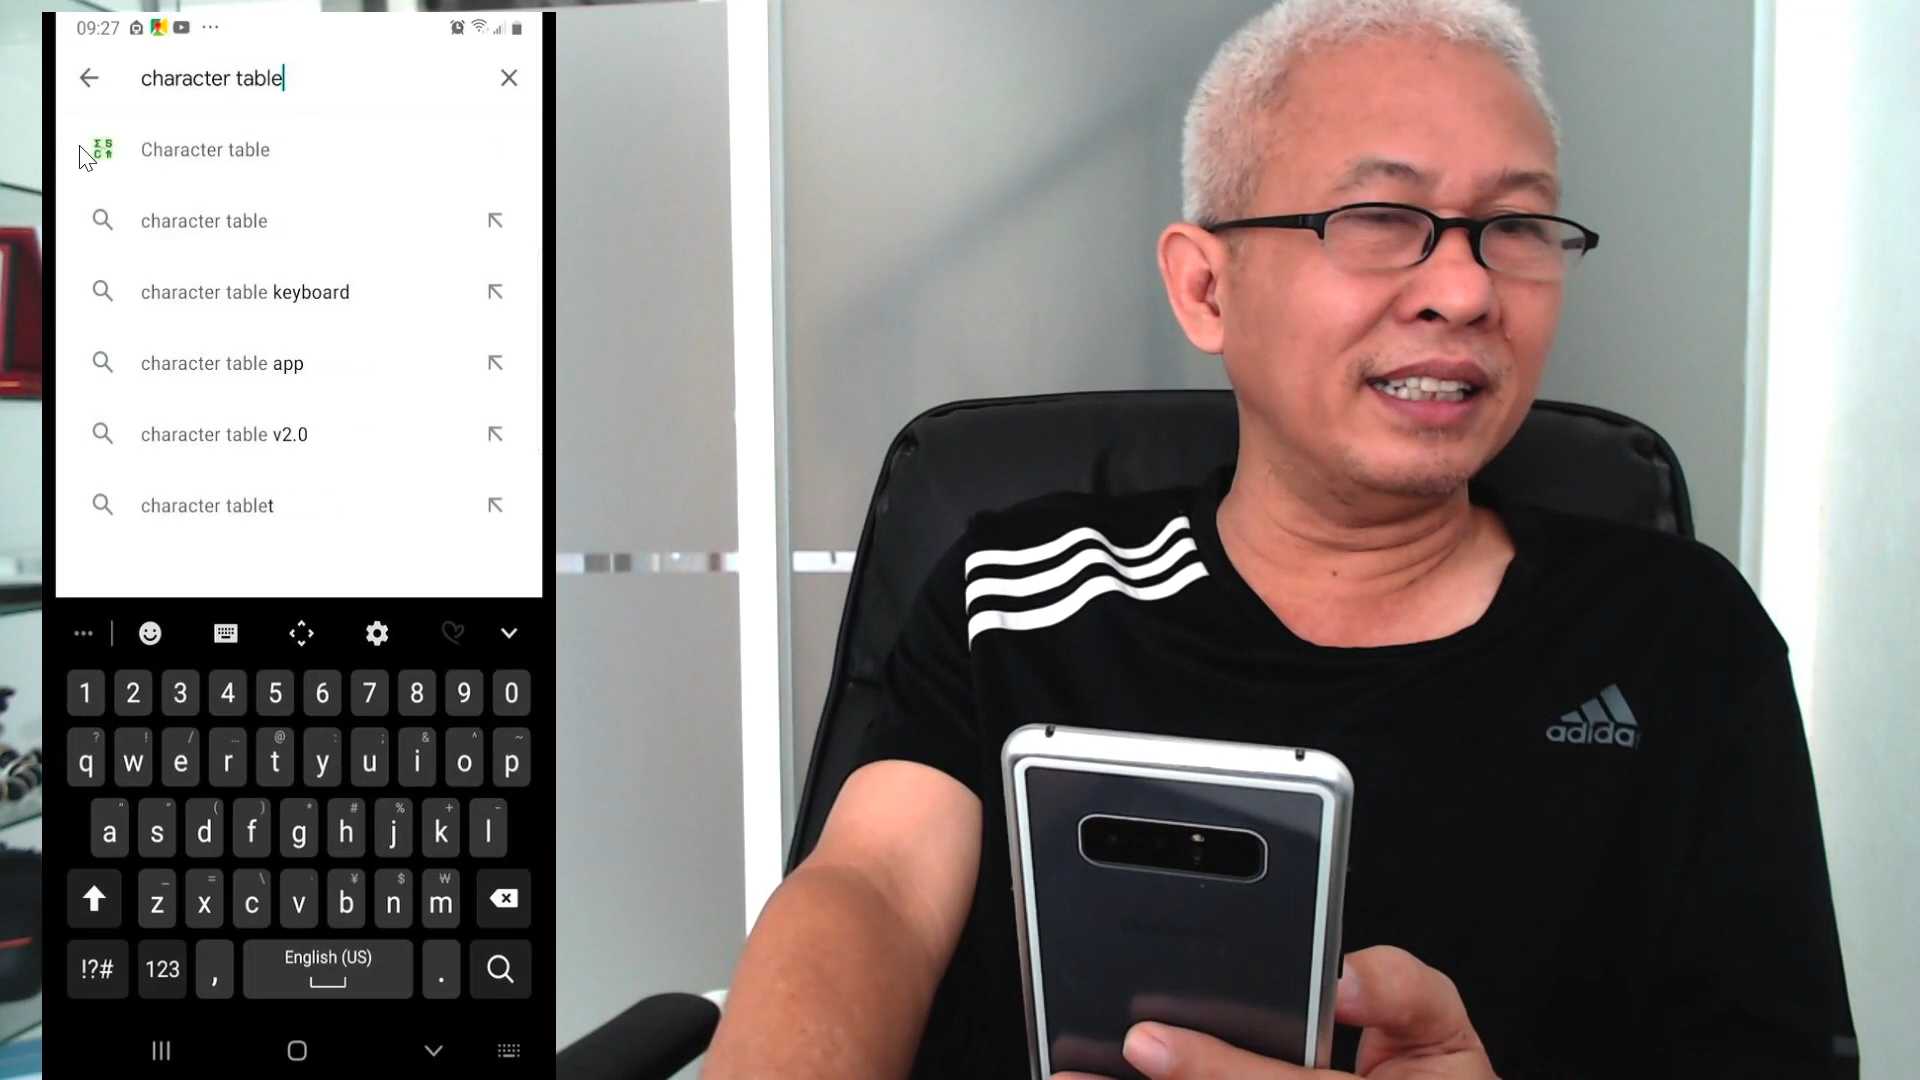 09:27
character table
Character table
character table
character table keyboard
character table app
character table v2.0
character tablet
1 2 3 4 5 6 7 8 9 0
? ! / ... @ : ; & ^ ~
q w e r t y u i o p
( ) * # % + -
a s d f g h j k l
_ = \ ¥ $ ₩
z x c v b n m
!?# 123 , English (US) .
adidas